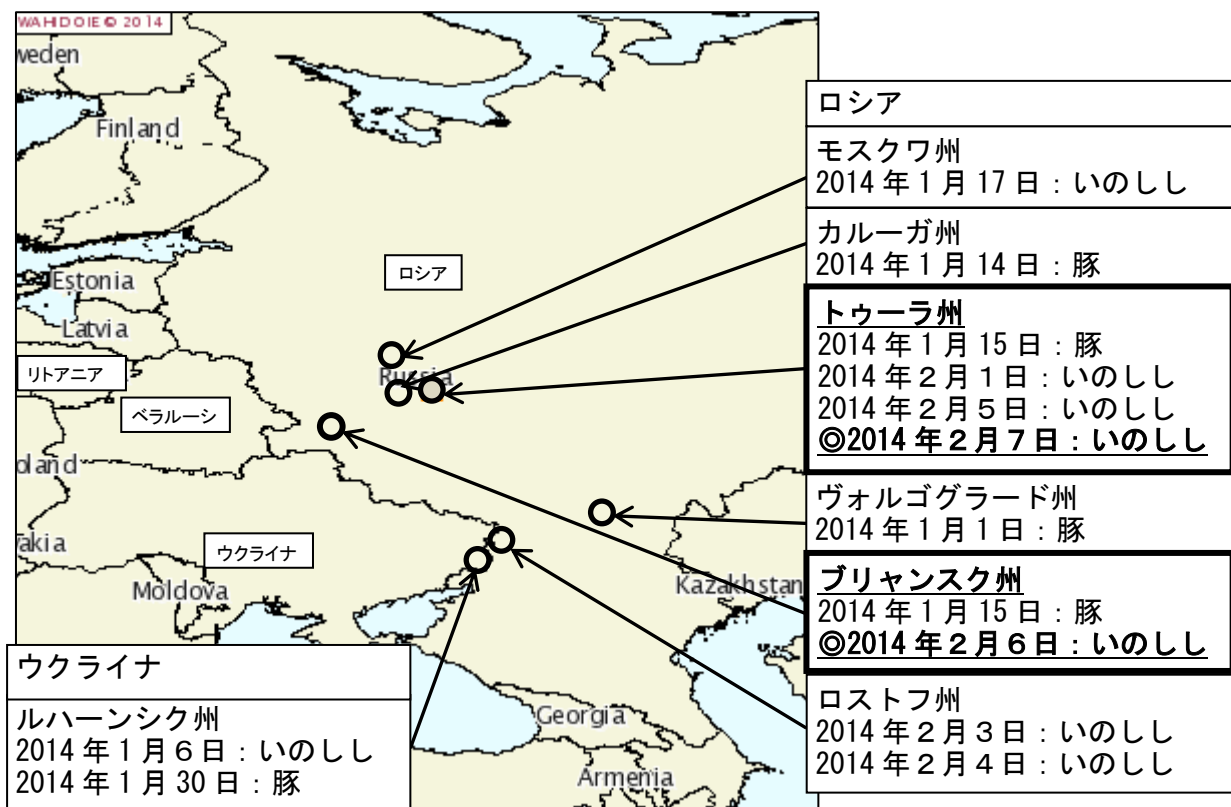 WAHIDOIE© 2014
weden
Finland
Estonia
Latvia
リトアニア
ベラルーシ
oland
ロシア
Russia
akia
ウクライナ
Moldova
Kazakhstan
Georgia
Armenia
ロシア
モスクワ州
2014年1月17日：いのしし
カルーガ州
2014年1月14日：豚
トゥーラ州
2014年1月15日：豚
2014年２月１日：いのしし
2014年２月５日：いのしし
◎2014年２月７日：いのしし
ヴォルゴグラード州
2014年１月１日：豚
ブリャンスク州
2014年１月15日：豚
◎2014年２月６日：いのしし
ロストフ州
2014年２月３日：いのしし
2014年２月４日：いのしし
ウクライナ
ルハーンシク州
2014年１月６日：いのしし
2014年１月30日：豚